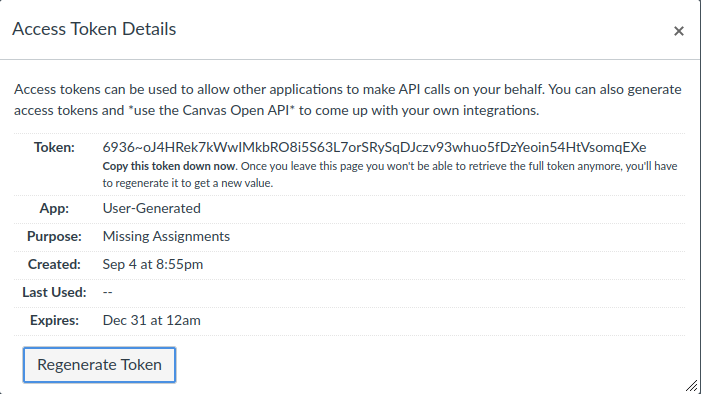 Access Token Details
×
Access tokens can be used to allow other applications to make API calls on your behalf. You can also generate
access tokens and *use the Canvas Open API* to come up with your own integrations.
Token: 6936~oJ4HRek7kWwIMkbRO8i5S63L7orSRySqDJczv93whuo5fDzYeoin54HtVsomqEXe
Copy this token down now. Once you leave this page you won't be able to retrieve the full token anymore, you'll have
to regenerate it to get a new value.
App: User-Generated
Purpose: Missing Assignments
Created: Sep 4 at 8:55pm
Last Used: --
Expires: Dec 31 at 12am
Regenerate Token